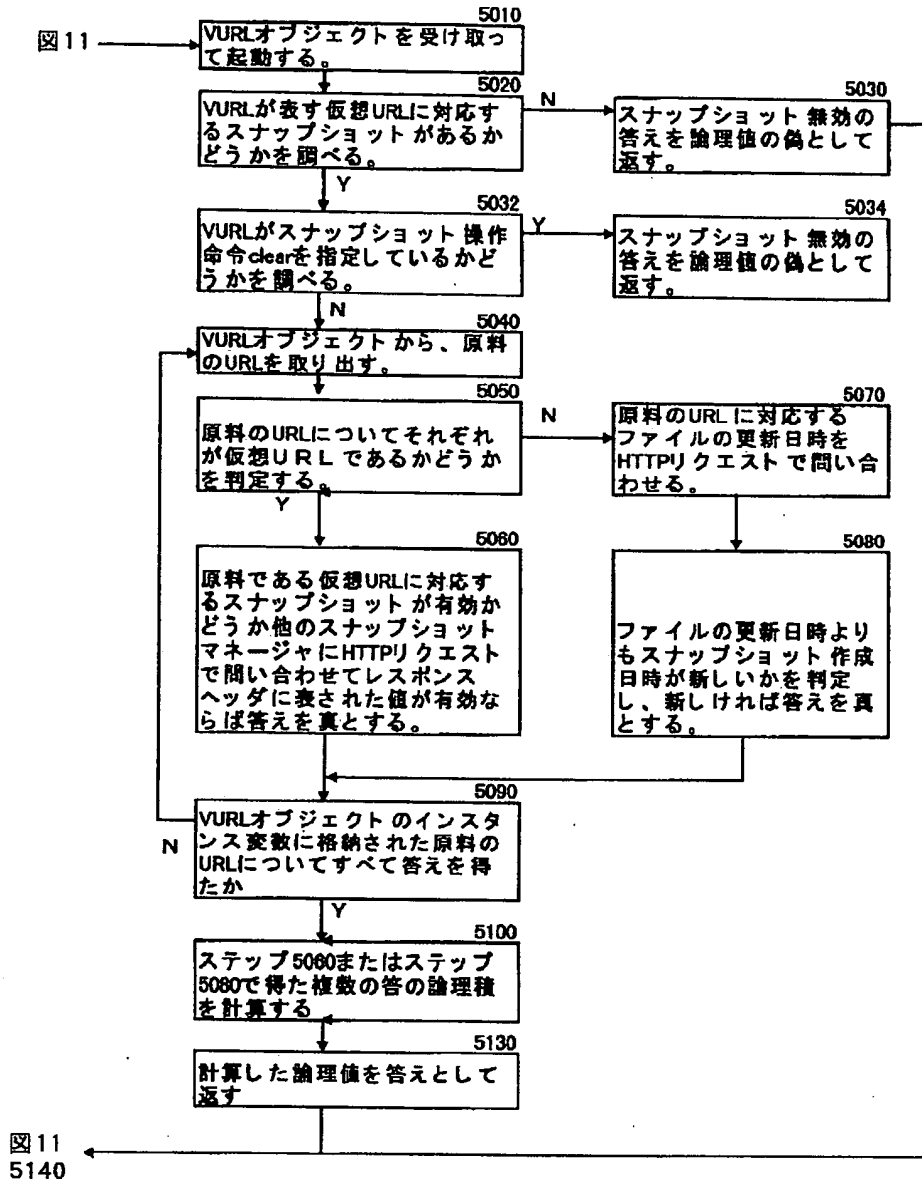 図11
5010
VURLオブジェクトを受け取っ
て起動する。
5020
VURLが表す仮想URLに対応す
るスナップショットがあるか
どうかを調べる。
N
5030
スナップショット無効の
答えを論理値の偽として
返す。
Y
5032
VURLがスナップショット操作
命令clearを指定しているかど
うかを調べる。
Y
5034
スナップショット無効の
答えを論理値の偽として
返す。
N
5040
VURLオブジェクトから、原料
のURLを取り出す。
5050
原料のURLについてそれぞれ
が仮想URLであるかどうか
を判定する。
N
5070
原料のURLに対応する
ファイルの更新日時を
HTTPリクエストで問い合
わせる。
Y
5060
原料である仮想URLに対応す
るスナップショットが有効か
どうか他のスナップショット
マネージャにHTTPリクエスト
で問い合わせてレスポンス
ヘッダに表された値が有効な
らば答えを真とする。
5080
ファイルの更新日時より
もスナップショット作成
日時が新しいかを判定
し、新しければ答えを真
とする。
5090
VURLオブジェクトのインスタ
ンス変数に格納された原料の
URLについてすべて答えを得
たか
N
Y
5100
ステップ5060またはステップ
5080で得た複数の答の論理積
を計算する
5130
計算した論理値を答えとして
返す
図11
5140